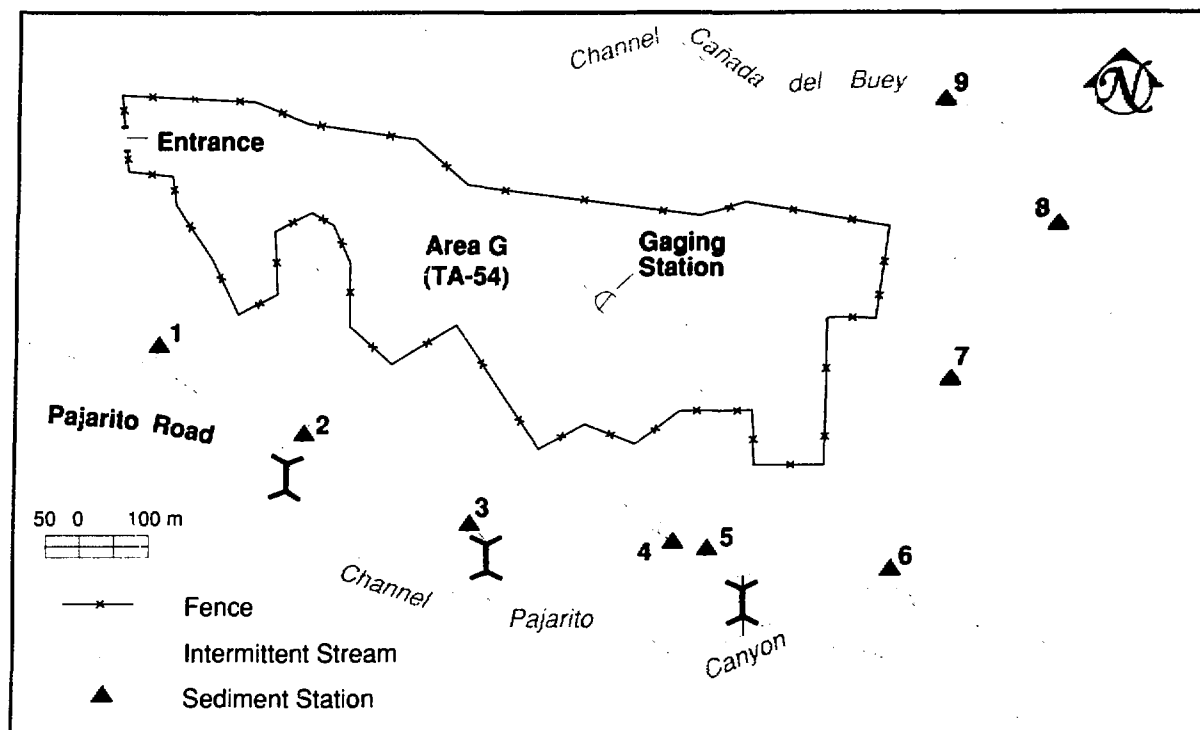 Channel Cañada del Buey
9
N
Entrance
8
Area G
(TA-54)
Gaging
Station
1
7
Pajarito Road
2
50 0 100 m
3
4
5
6
Channel Pajarito Canyon
Fence
Intermittent Stream
Sediment Station